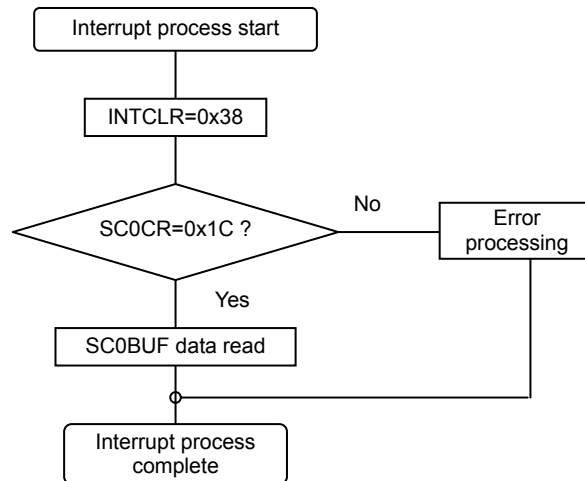 Interrupt process start
INTCLR=0x38
SC0CR=0x1C ?
No
Error
processing
Yes
SC0BUF data read
Interrupt process
complete